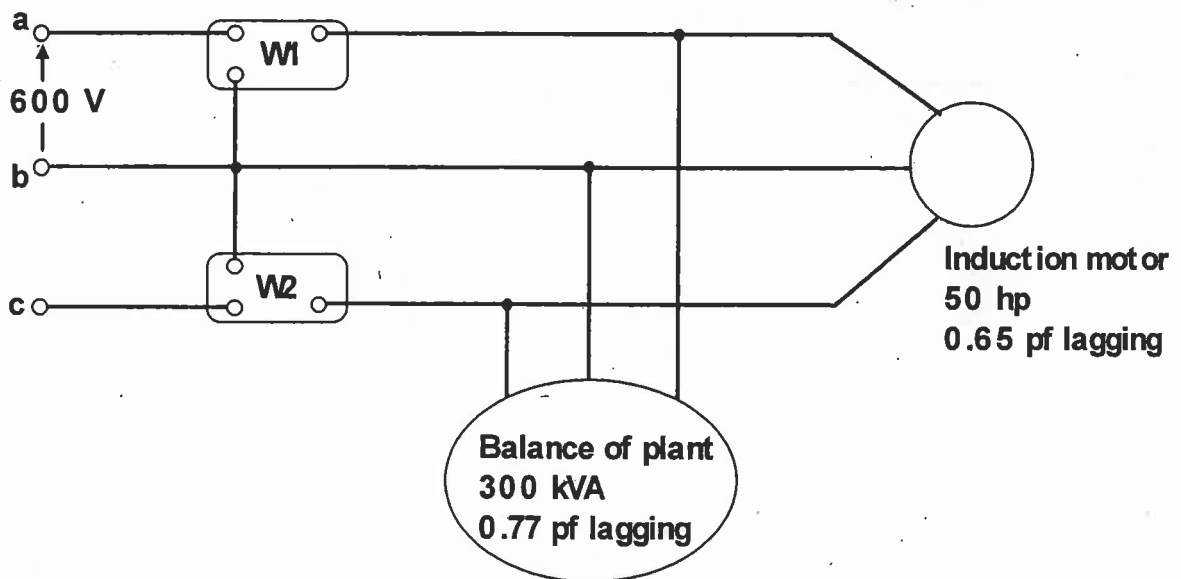 a
W1
600 V
b
W2
c
Induction motor
50 hp
0.65 pf lagging
Balance of plant
300 kVA
0.77 pf lagging